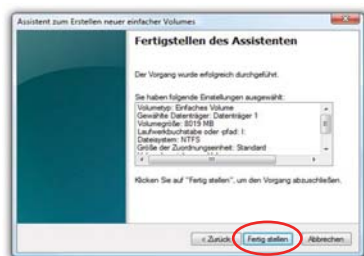 Assistent zum Erstellen neuer einfacher Volumes
Fertigstellen des Assistenten
Der Vorgang wurde erfolgreich durchgeführt.
Sie haben folgende Einstellungen ausgewählt:
Volumetyp: Einfaches Volume
Gewählte Datenträger: Datenträger 1
Volumegröße: 8019 MB
Laufwerkbuchstabe oder -pfad: I:
Dateisystem: NTFS
Größe der Zuordnungseinheit: Standard
Klicken Sie auf "Fertig stellen", um den Vorgang abzuschließen.
< Zurück
Fertig stellen
Abbrechen